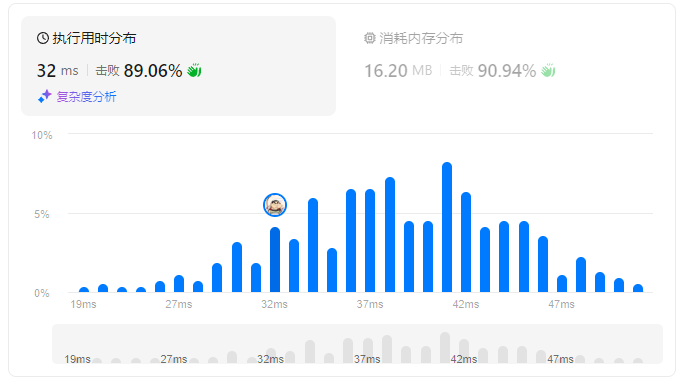 执行用时分布
32 ms 击败 89.06%
复杂度分析
消耗内存分布
16.20 MB 击败 90.94%
10%
5%
0%
19ms 27ms 32ms 37ms 42ms 47ms
19ms 27ms 32ms 37ms 42ms 47ms